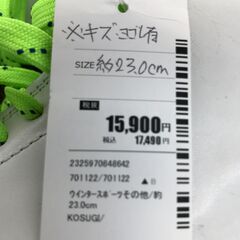 ※キズ、ヨゴレ有
SIZE 約23.0cm
税抜
15,900円
税込 17,490円
2325970648642
701122/701122 ▲B
ウインタースポーツその他/約
23.0cm
KOSUGI/